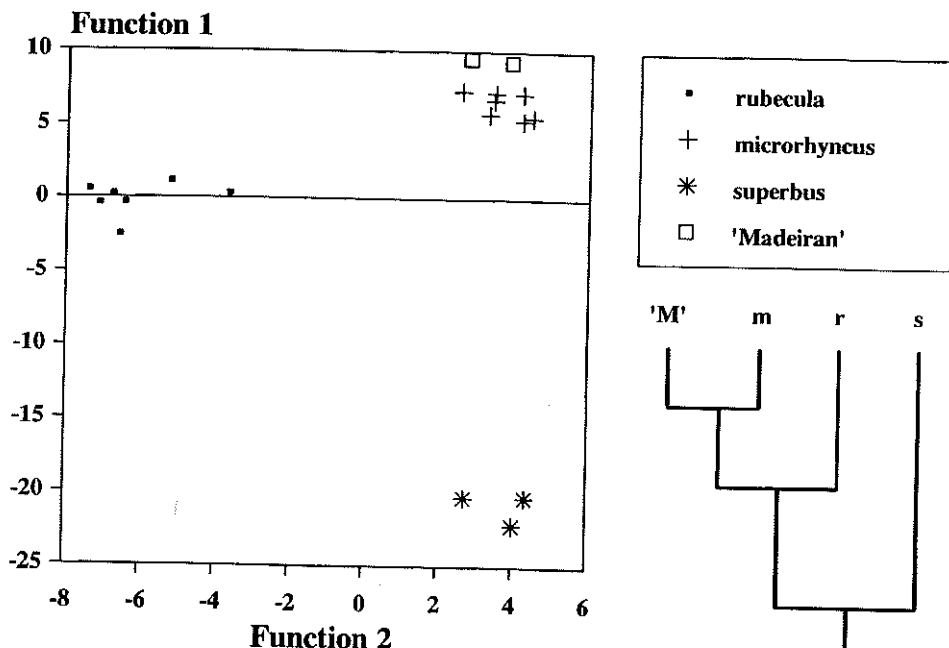 Function 1
10
5
0
-5
-10
-15
-20
-25
-8
-6
-4
-2
0
2
4
6
Function 2
rubecula
microrhyncus
superbus
'Madeiran'
'M' m r s